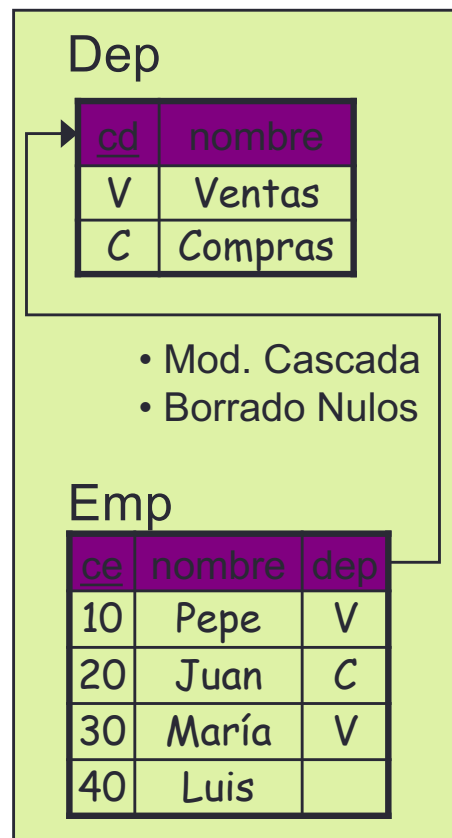 Dep
cd nombre
V Ventas
C Compras
• Mod. Cascada
• Borrado Nulos
Emp
ce nombre dep
10 Pepe V
20 Juan C
30 María V
40 Luis